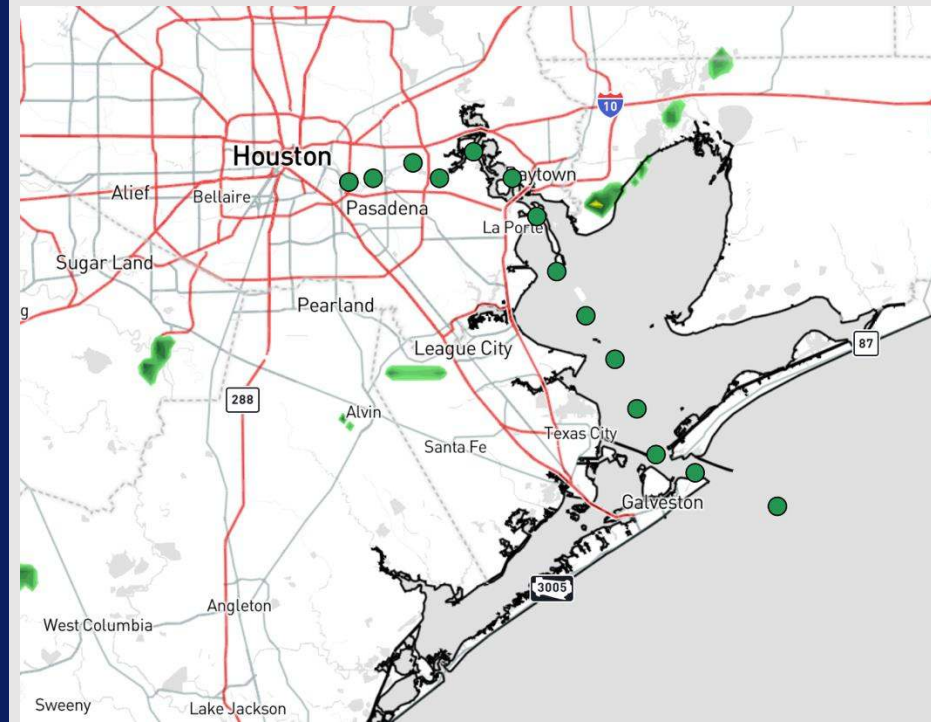 10
Houston
aytown
Alief
Bellaire
Pasadena
La Porte
Sugar Land
g
Pearland
87
League City
288
Alvin
Texas City
Santa Fe
Galveston
3005
Angleton
West Columbia
Sweeny
Lake Jackson